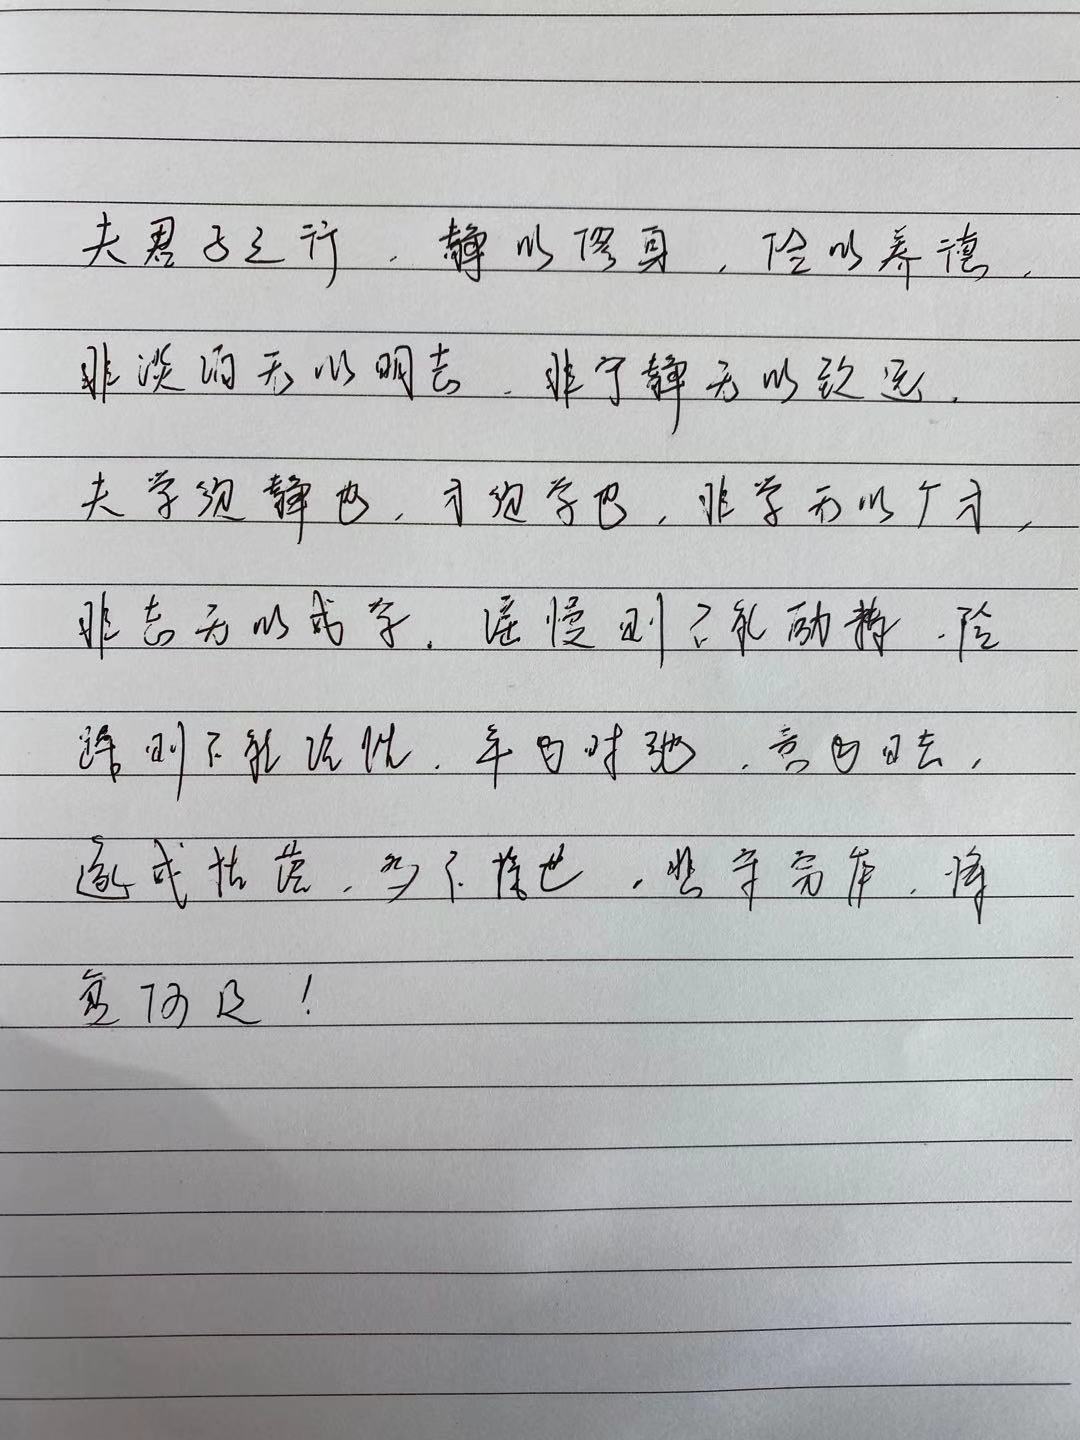 夫君子之行，静以修身，俭以养德，
非淡泊无以明志，非宁静无以致远。
夫学须静也，才须学也，非学无以广才，
非志无以成学。淫慢则不能励精，险
躁则不能治性，年与时驰，意与日去，
遂成枯落，多不接世，悲守穷庐，将
复何及！